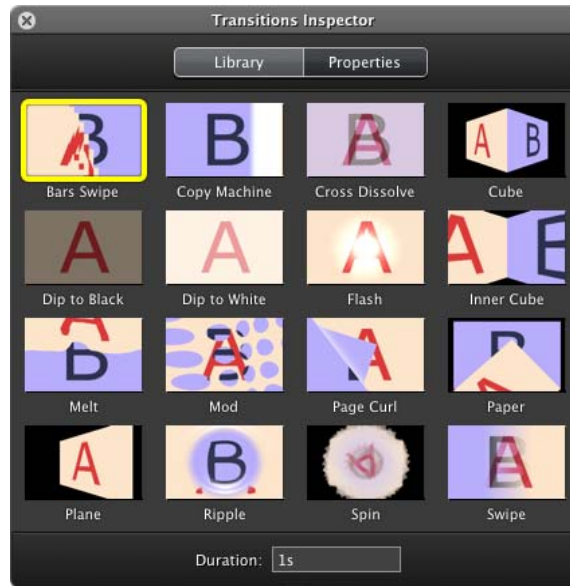 Transitions Inspector
Library Properties
Bars Swipe Copy Machine Cross Dissolve Cube
Dip to Black Dip to White Flash Inner Cube
Melt Mod Page Curl Paper
Plane Ripple Spin Swipe
Duration: 1s